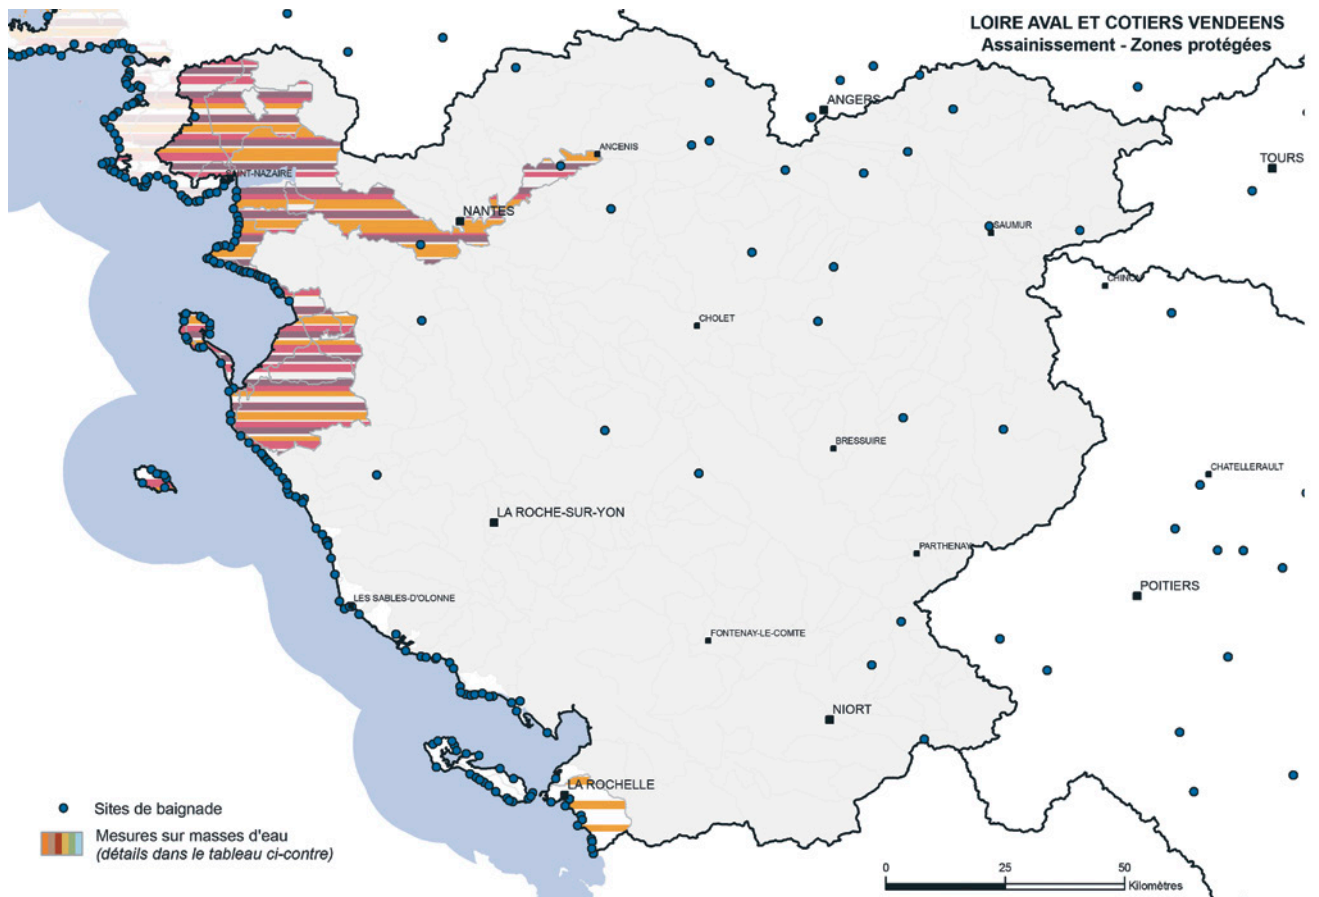 LOIRE AVAL ET COTIERS VENDEENS
Assainissement - Zones protégées
ANGERS
ANCENIS
TOURS
SAINT-NAZAIRE
NANTES
SAUMUR
CHINON
CHOLET
BRESSUIRE
CHATELLERAULT
LA ROCHE-SUR-YON
PARTHENAY
POITIERS
LES SABLES-D'OLONNE
FONTENAY-LE-COMTE
NIORT
LA ROCHELLE
Sites de baignade
Mesures sur masses d'eau
(détails dans le tableau ci-contre)
0 25 50
Kilomètres